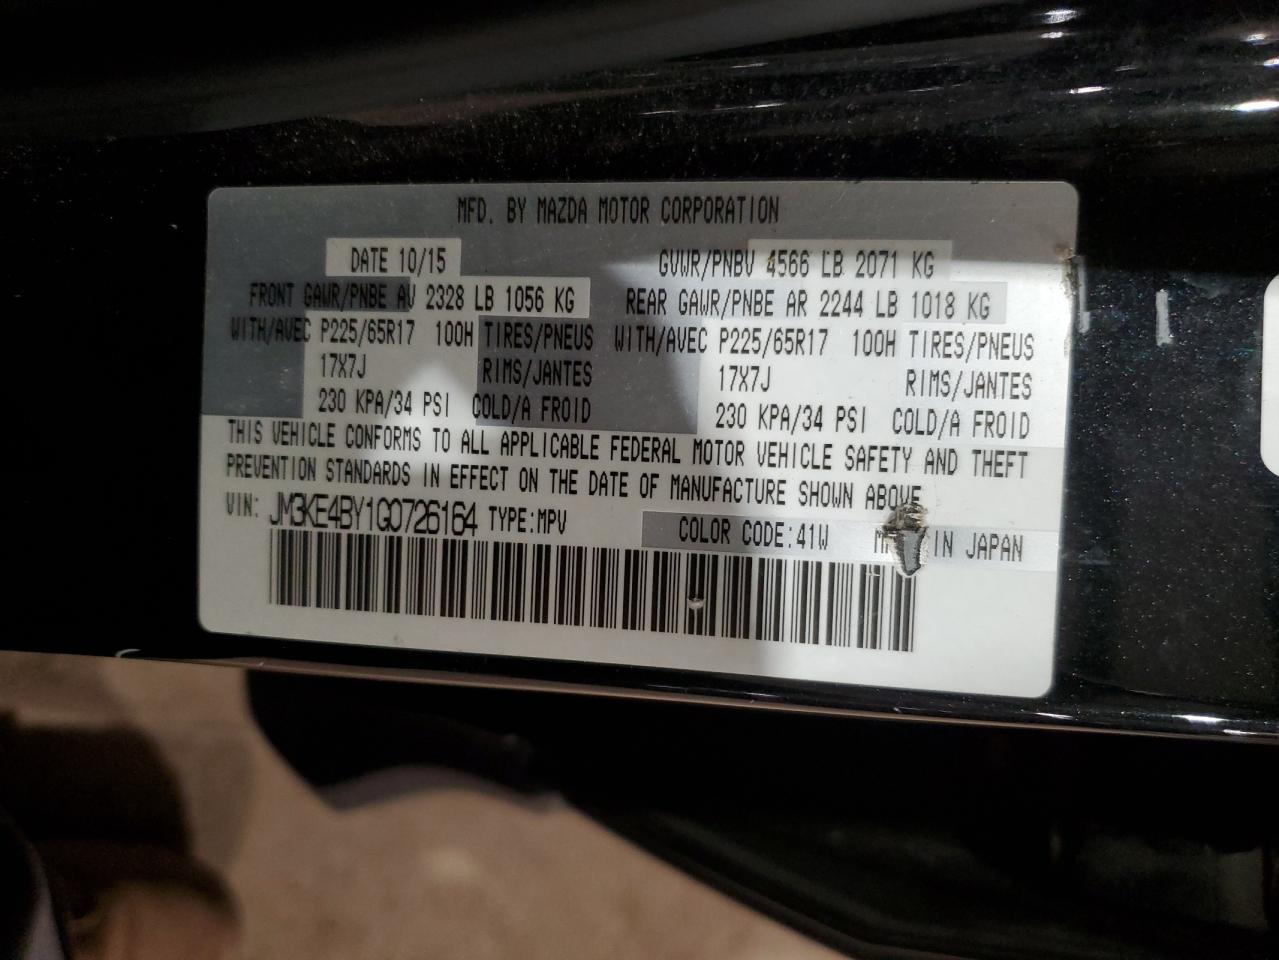 MFD. BY MAZDA MOTOR CORPORATION
DATE 10/15 GVWR/PNBV 4566 LB 2071 KG
FRONT GAWR/PNBE AV 2328 LB 1056 KG REAR GAWR/PNBE AR 2244 LB 1018 KG
WITH/AVEC P225/65R17 100H TIRES/PNEUS WITH/AVEC P225/65R17 100H TIRES/PNEUS
17X7J RIMS/JANTES 17X7J RIMS/JANTES
230 KPA/34 PSI COLD/A FROID 230 KPA/34 PSI COLD/A FROID
THIS VEHICLE CONFORMS TO ALL APPLICABLE FEDERAL MOTOR VEHICLE SAFETY AND THEFT
PREVENTION STANDARDS IN EFFECT ON THE DATE OF MANUFACTURE SHOWN ABOVE
VIN: JM3KE4BY1G0726164 TYPE:MPV COLOR CODE:41W IN JAPAN